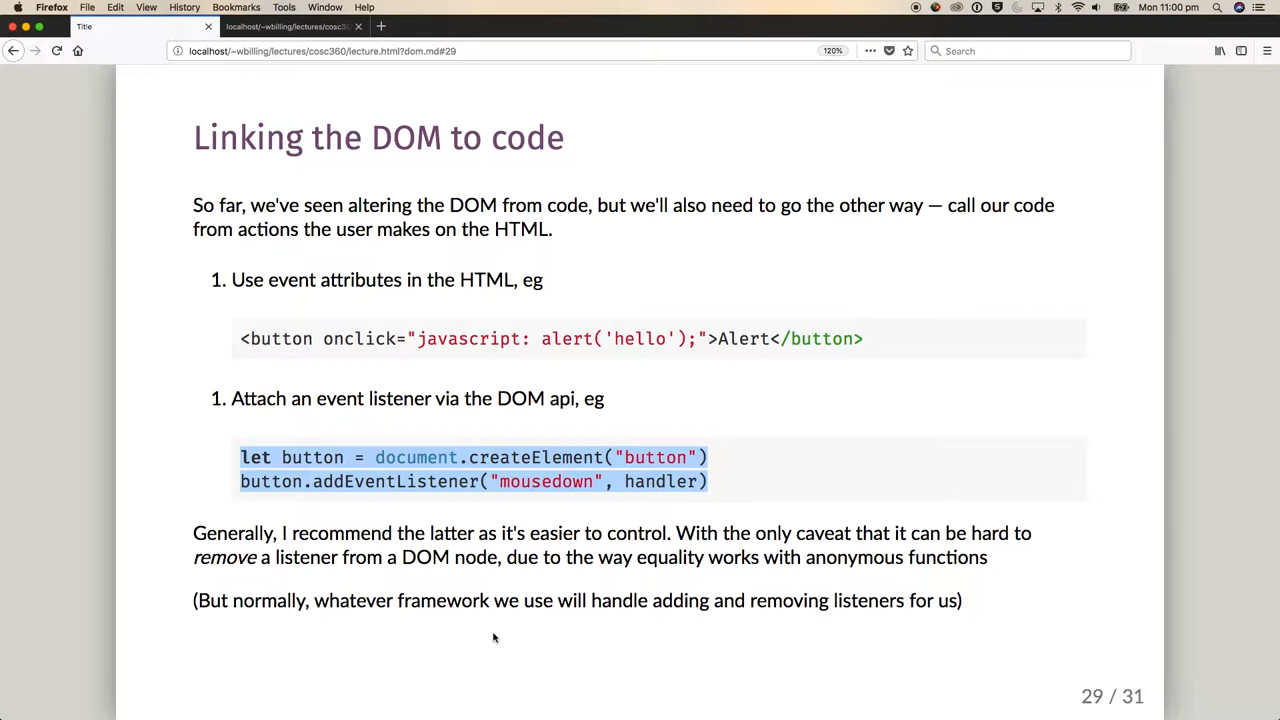 Firefox File Edit View History Bookmarks Tools Window Help Mon 11:00 pm
Title localhost/~wbilling/lectures/cosc36
localhost/~wbilling/lectures/cosc360/lecture.html?dom.md#29 120% Search
Linking the DOM to code
So far, we've seen altering the DOM from code, but we'll also need to go the other way — call our code
from actions the user makes on the HTML.
1. Use event attributes in the HTML, eg
<button onclick="javascript: alert('hello');">Alert</button>
1. Attach an event listener via the DOM api, eg
let button = document.createElement("button")
button.addEventListener("mousedown", handler)
Generally, I recommend the latter as it's easier to control. With the only caveat that it can be hard to
remove a listener from a DOM node, due to the way equality works with anonymous functions
(But normally, whatever framework we use will handle adding and removing listeners for us)
29 / 31